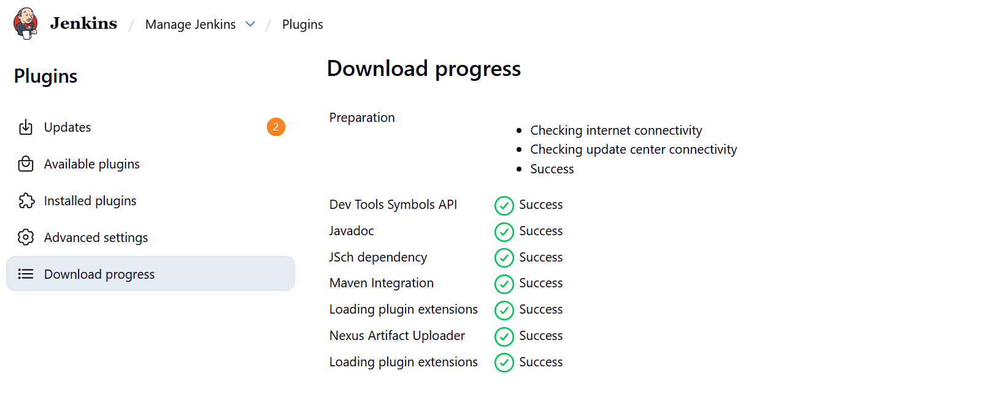 Jenkins / Manage Jenkins / Plugins
Plugins
Updates 2
Available plugins
Installed plugins
Advanced settings
Download progress
Download progress
Preparation
Checking internet connectivity
Checking update center connectivity
Success
Dev Tools Symbols API Success
Javadoc Success
JSch dependency Success
Maven Integration Success
Loading plugin extensions Success
Nexus Artifact Uploader Success
Loading plugin extensions Success